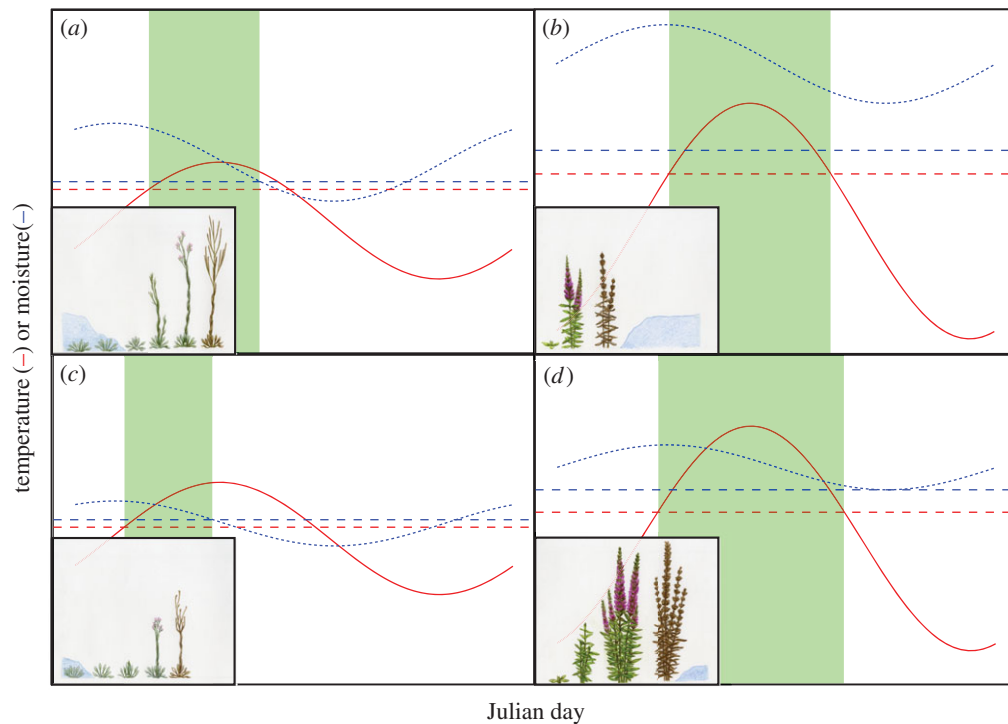 (a)
(b)
(c)
(d)
temperature (–) or moisture(–)
Julian day